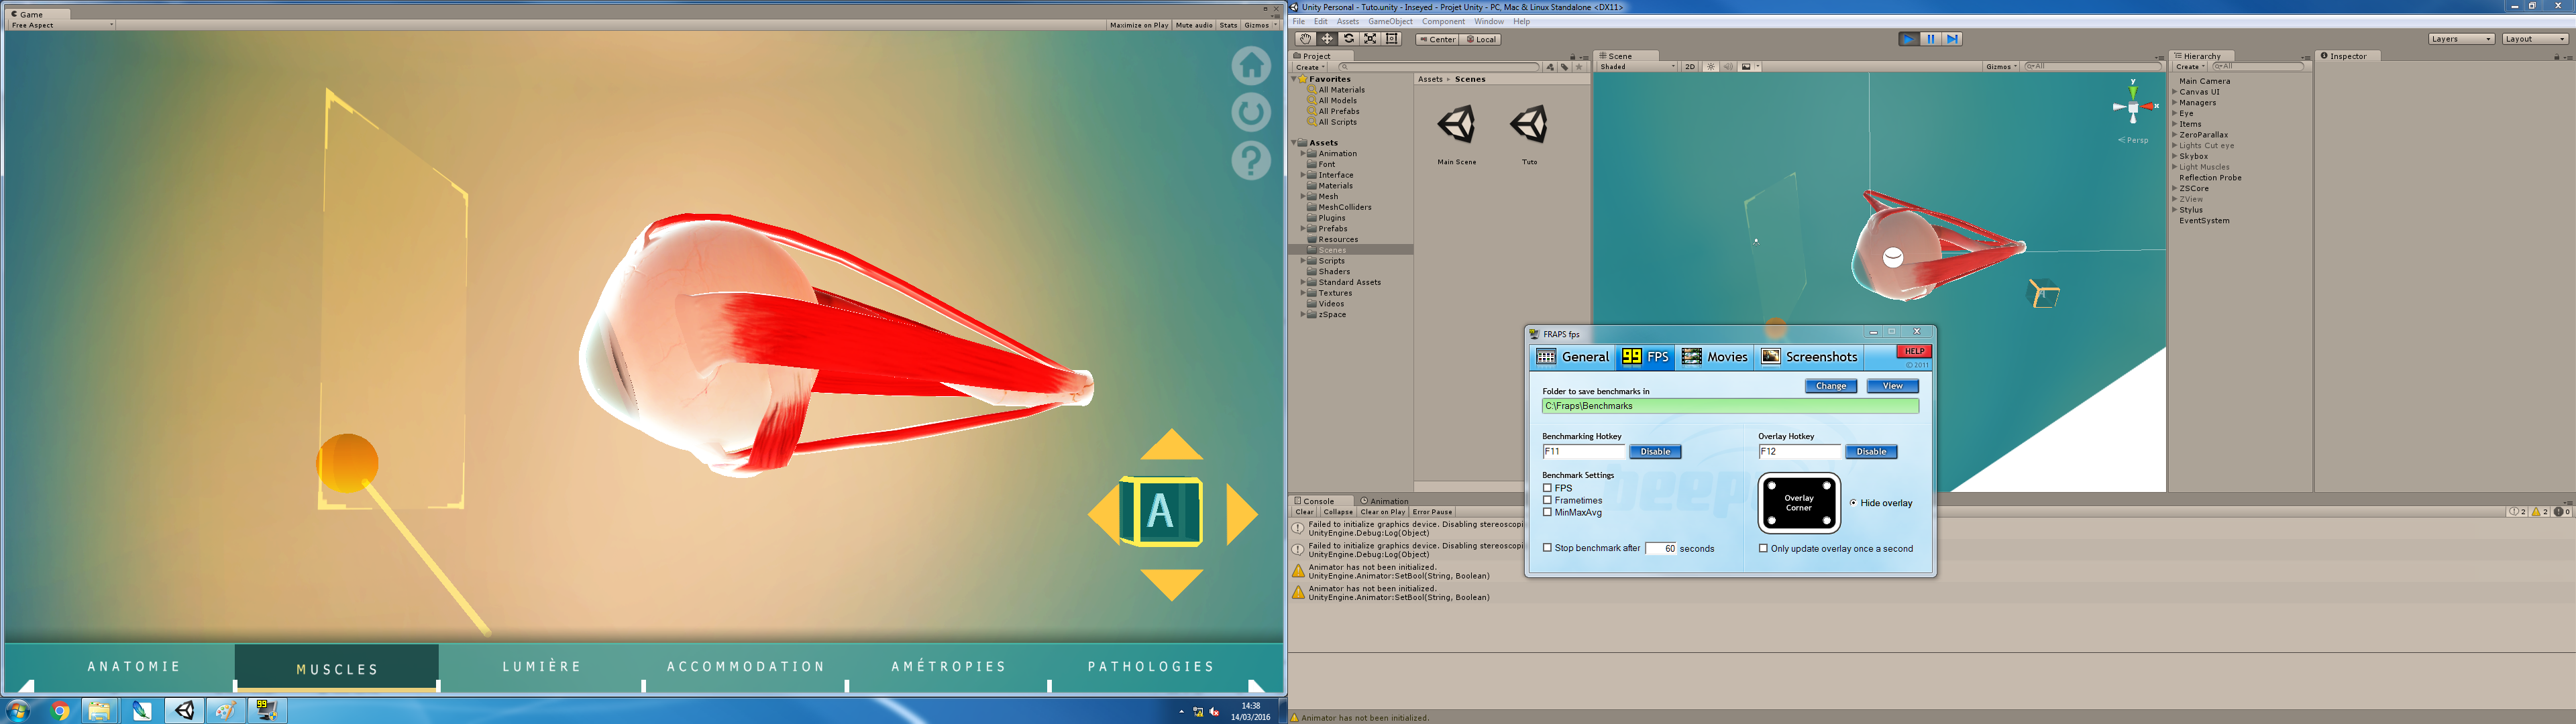 Game
Free Aspect
Maximize on Play Mute audio Stats Gizmos
?
A
ANATOMIE MUSCLES LUMIÈRE ACCOMMODATION AMÉTROPIES PATHOLOGIES
99
14:38
14/03/2016
Unity Personal - Tuto.unity - Inseyed - Projet Unity - PC, Mac & Linux Standalone <DX11>
File Edit Assets GameObject Component Window Help
Center Local
Layers Layout
Project
Create
Favorites
All Materials
All Models
All Prefabs
All Scripts
Assets
Animation
Font
Interface
Materials
Mesh
MeshColliders
Plugins
Prefabs
Resources
Scenes
Scripts
Shaders
Standard Assets
Textures
Videos
zSpace
Assets Scenes
Main Scene Tuto
Scene
Shaded 2D Gizmos All
y
x
Persp
Hierarchy
Create All
Main Camera
Canvas UI
Managers
Eye
Items
ZeroParallax
Lights Cut eye
Skybox
Light Muscles
Reflection Probe
ZSCore
ZView
Stylus
EventSystem
Inspector
FRAPS fps
General 99 FPS Movies Screenshots HELP
© 2011
Folder to save benchmarks in Change View
C:\Fraps\Benchmarks
Benchmarking Hotkey
F11 Disable
Benchmark Settings
FPS
Frametimes
MinMaxAvg
Stop benchmark after 60 seconds
Overlay Hotkey
F12 Disable
Overlay
Corner
Hide overlay
Only update overlay once a second
Console Animation
Clear Collapse Clear on Play Error Pause 2 2 0
Failed to initialize graphics device. Disabling stereoscopi
UnityEngine.Debug:Log(Object)
Failed to initialize graphics device. Disabling stereoscopi
UnityEngine.Debug:Log(Object)
Animator has not been initialized.
UnityEngine.Animator:SetBool(String, Boolean)
Animator has not been initialized.
UnityEngine.Animator:SetBool(String, Boolean)
Animator has not been initialized.